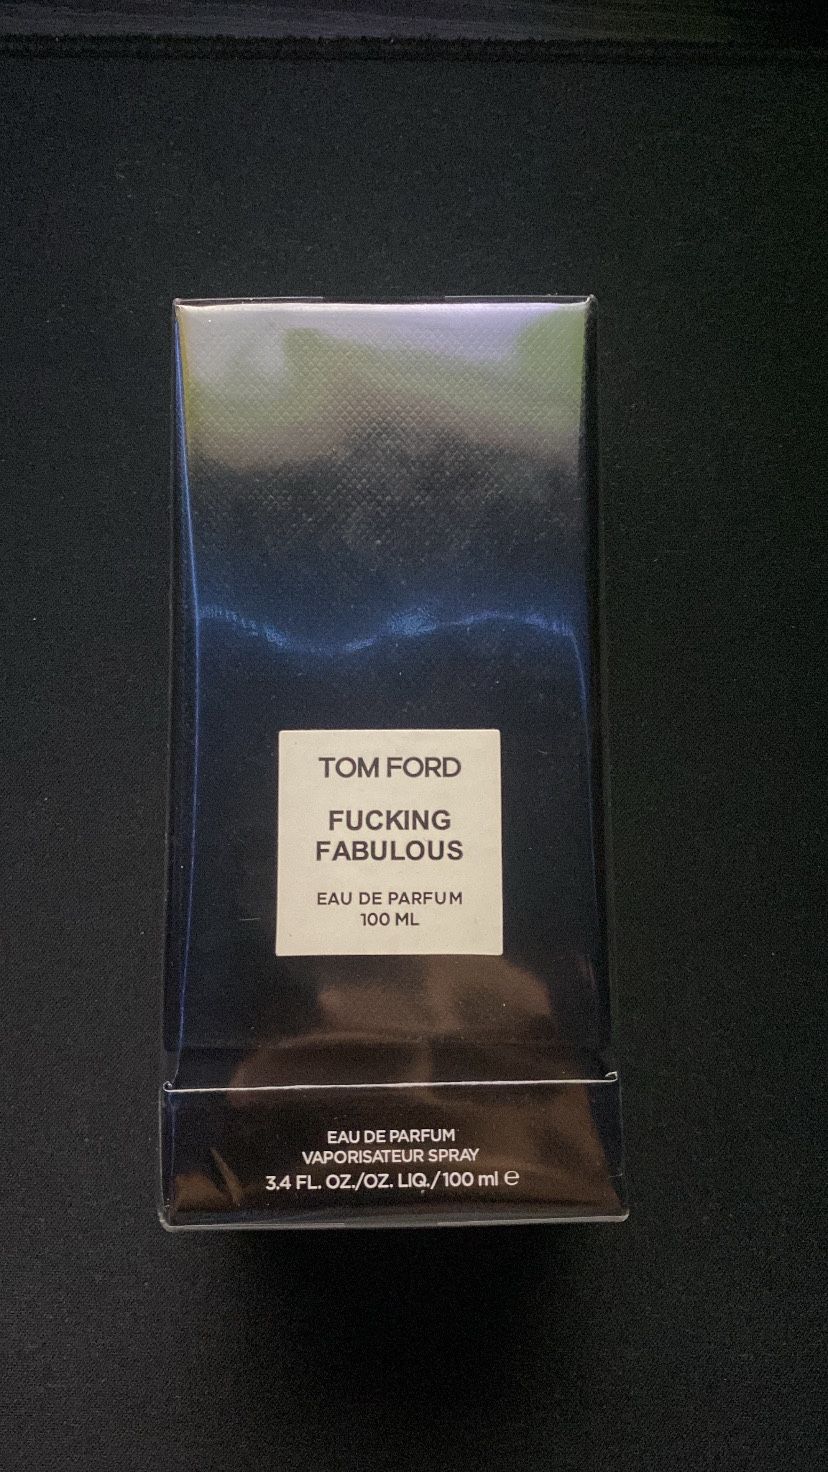 TOM FORD
FUCKING
FABULOUS
EAU DE PARFUM
100 ML
EAU DE PARFUM
VAPORISATEUR SPRAY
3.4 FL. OZ./OZ. LIQ./100 ml ℮